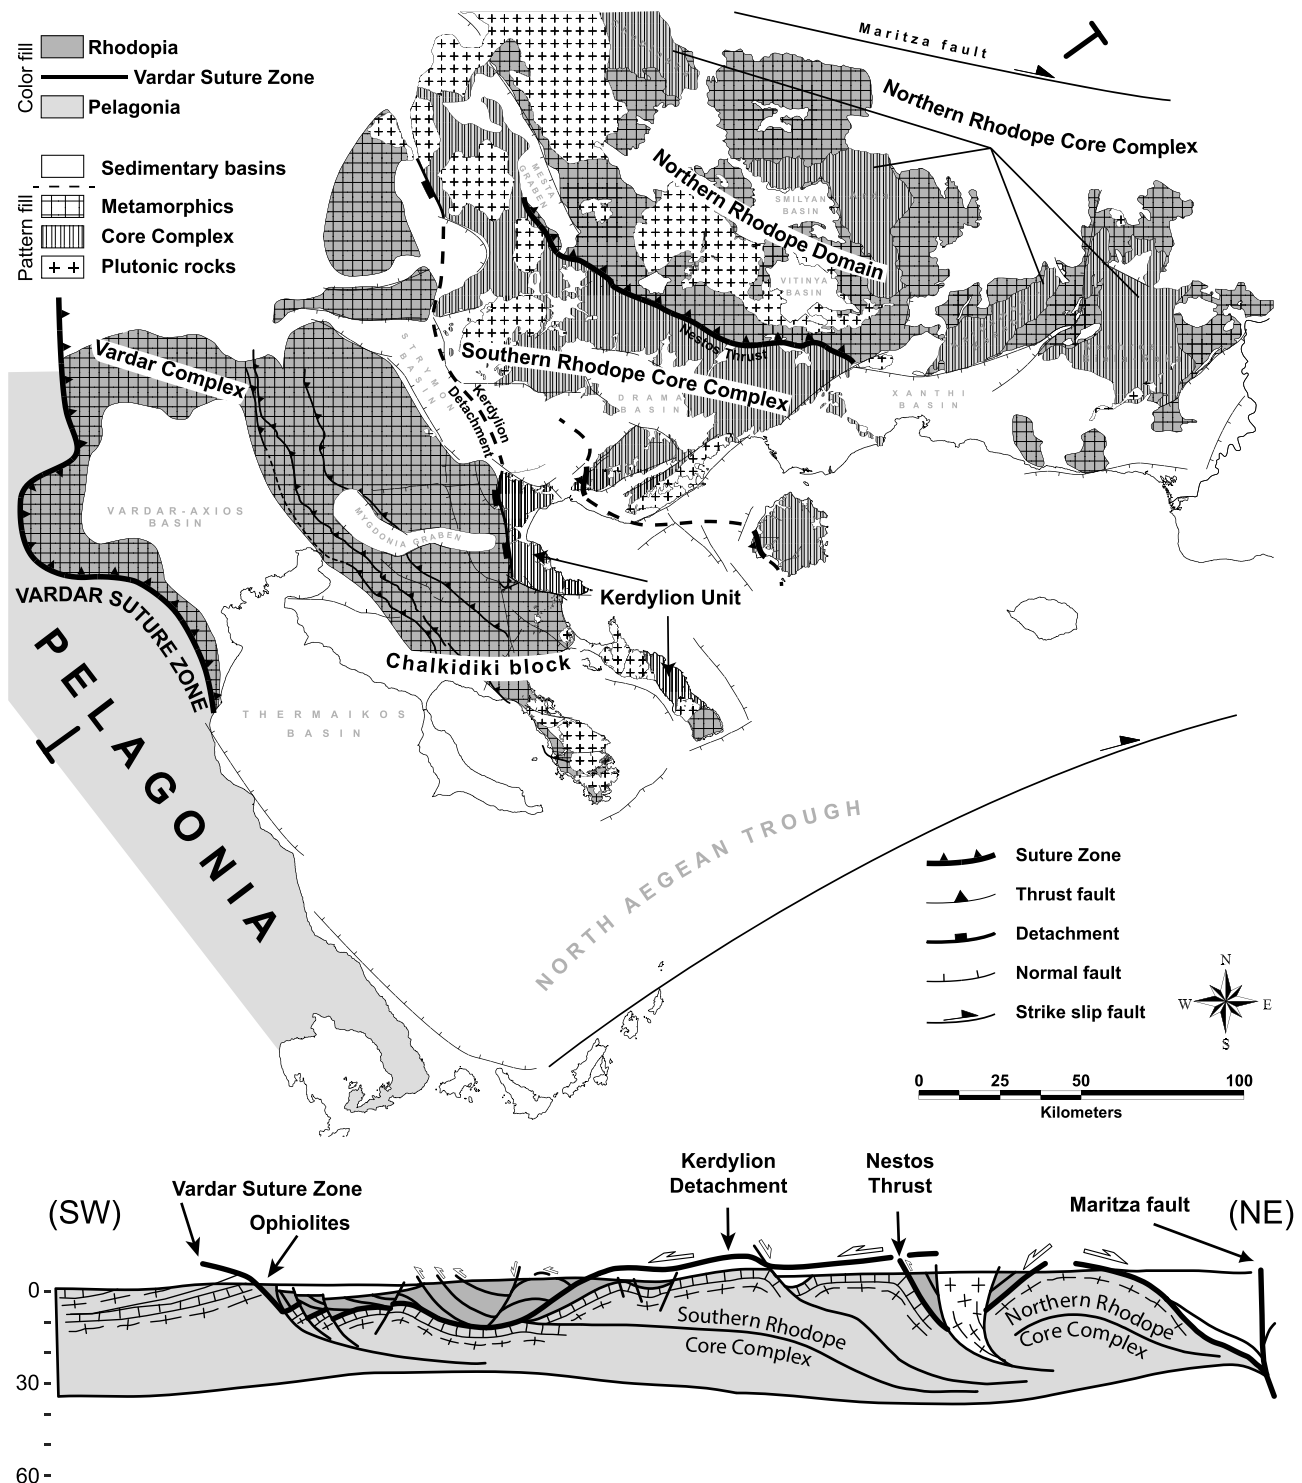 Color fill
Rhodopia
Vardar Suture Zone
Pelagonia
Pattern fill
Sedimentary basins
Metamorphics
Core Complex
Plutonic rocks
Maritza fault
Northern Rhodope Core Complex
Northern Rhodope Domain
MESTA
GRABEN
SMILYAN
BASIN
VITINYA
BASIN
Nestos Thrust
Southern Rhodope Core Complex
STRYMON
BASIN
DRAMA
BASIN
XANTHI
BASIN
Kerdylion
Detachment
Vardar Complex
VARDAR-AXIOS
BASIN
MYGDONIA GRABEN
VARDAR SUTURE ZONE
Kerdylion Unit
Chalkidiki block
PELAGONIA
THERMAIKOS
BASIN
NORTH AEGEAN TROUGH
Suture Zone
Thrust fault
Detachment
Normal fault
Strike slip fault
N
W E
S
0 25 50 100
Kilometers
(SW)
Vardar Suture Zone
Ophiolites
Kerdylion
Detachment
Nestos
Thrust
Maritza fault
(NE)
0
30
60
Southern Rhodope
Core Complex
Northern Rhodope
Core Complex